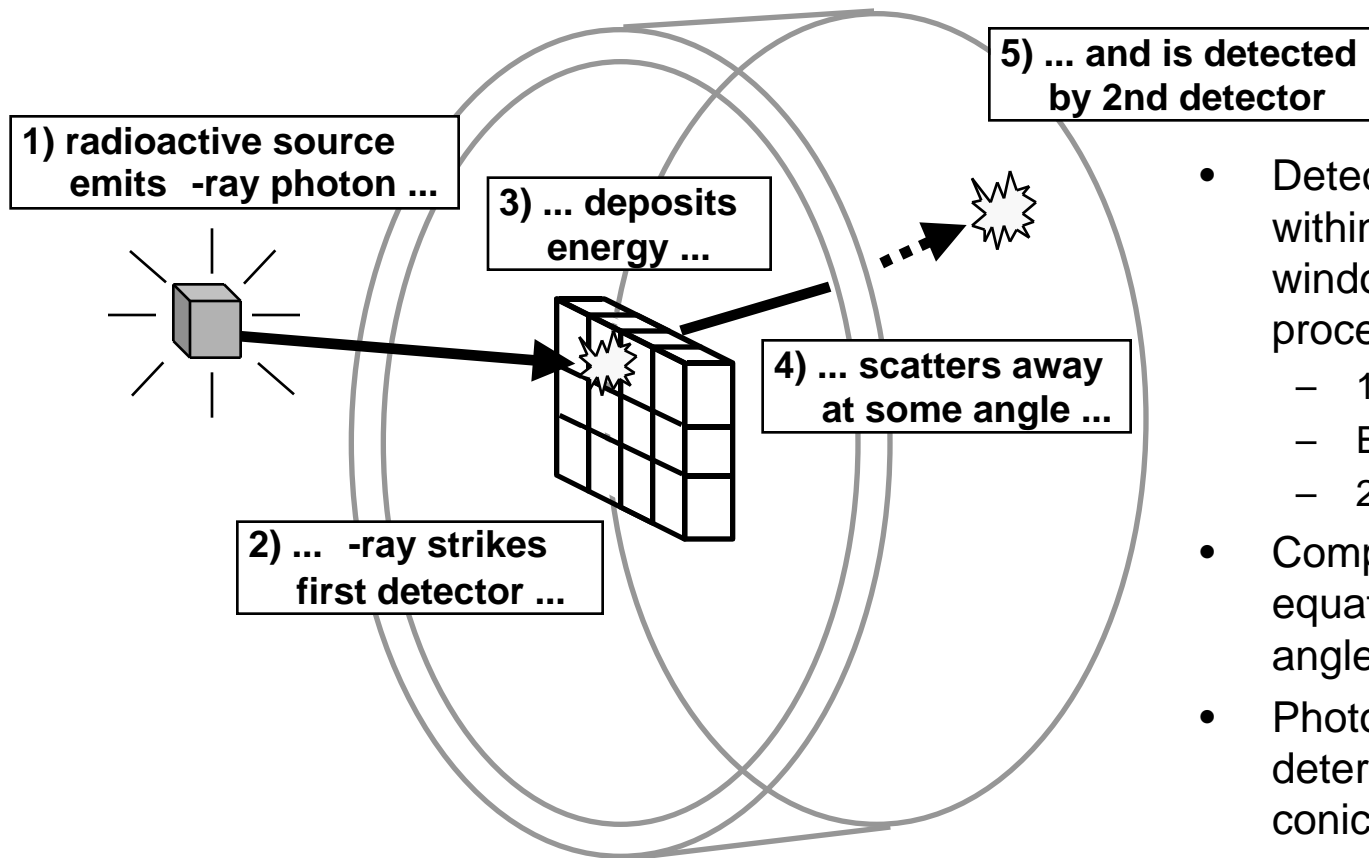 1) radioactive source
emits -ray photon ...
2) ... -ray strikes
first detector ...
3) ... deposits
energy ...
4) ... scatters away
at some angle ...
5) ... and is detected
by 2nd detector
• Detec
within
windo
proce
– 1
–
– 2
• Comp
equat
angle
• Photo
deter
conic